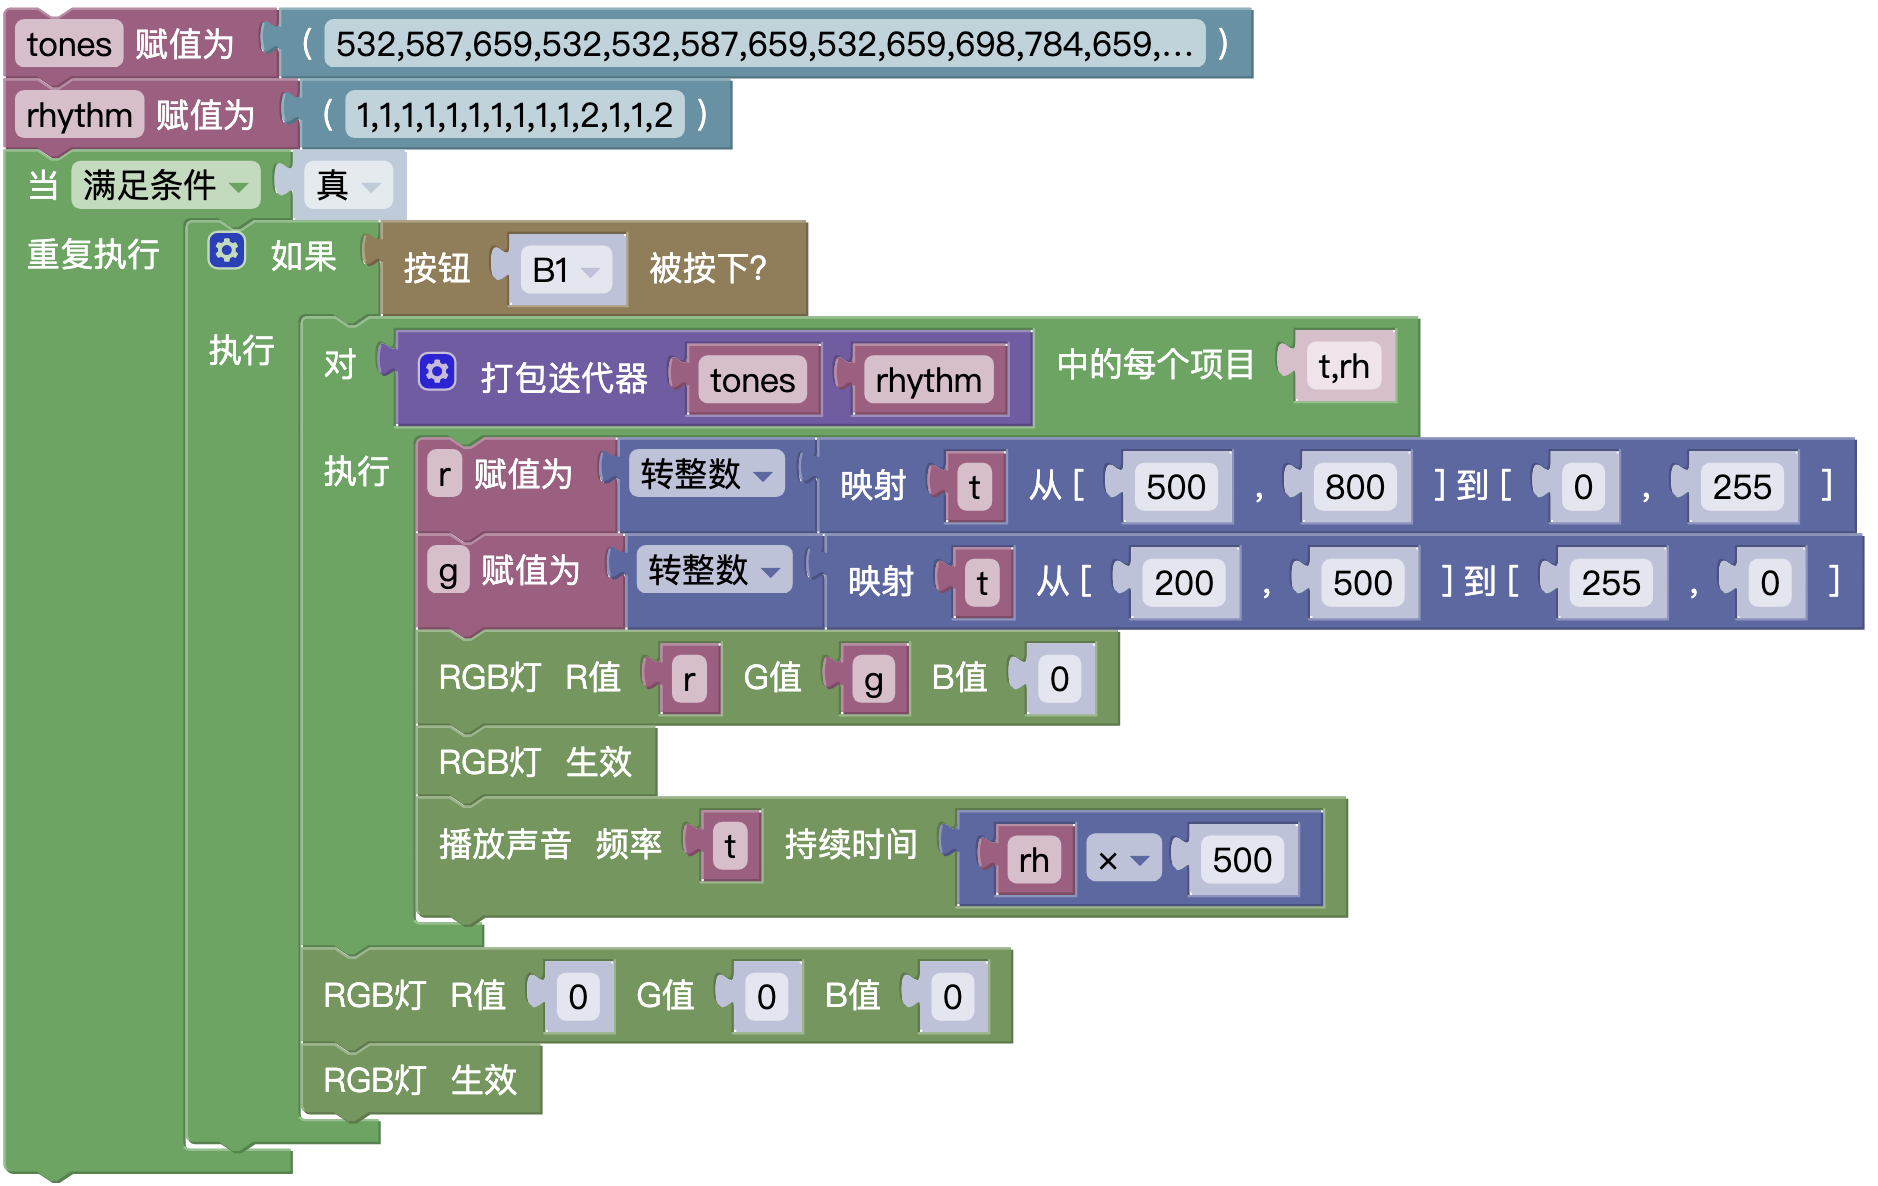 tones 赋值为 ( 532,587,659,532,532,587,659,532,659,698,784,659,... )
rhythm 赋值为 ( 1,1,1,1,1,1,1,1,1,1,2,1,1,2 )
当 满足条件 真
重复执行 如果 按钮 B1 被按下?
执行 对 打包迭代器 tones rhythm 中的每个项目 t,rh
执行 r 赋值为 转整数 映射 t 从 [ 500 , 800 ] 到 [ 0 , 255 ]
g 赋值为 转整数 映射 t 从 [ 200 , 500 ] 到 [ 255 , 0 ]
RGB灯 R值 r G值 g B值 0
RGB灯 生效
播放声音 频率 t 持续时间 rh × 500
RGB灯 R值 0 G值 0 B值 0
RGB灯 生效